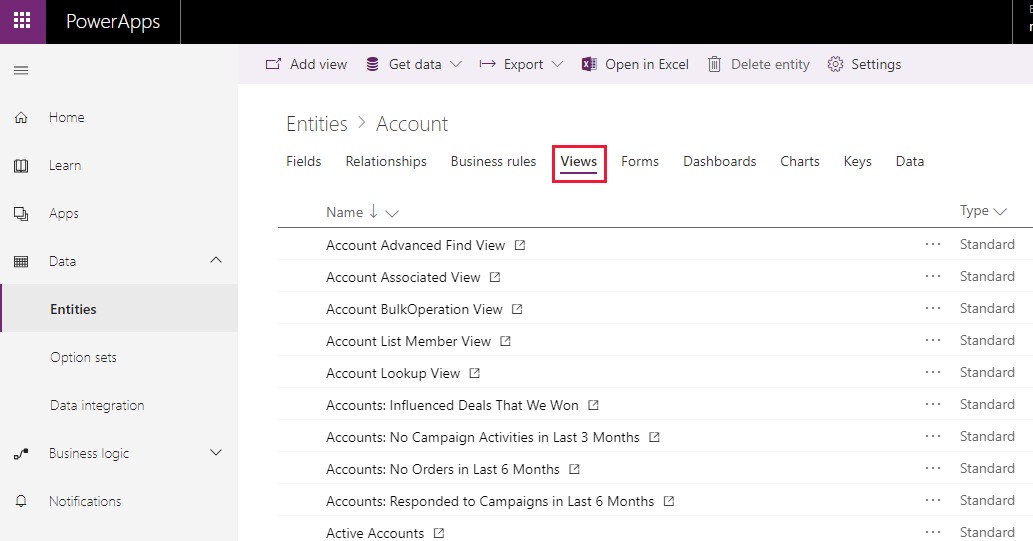 PowerApps
Add view Get data Export Open in Excel Delete entity Settings
Home
Learn
Apps
Data
Entities
Option sets
Data integration
Business logic
Notifications
Entities > Account
Fields Relationships Business rules Views Forms Dashboards Charts Keys Data
Name Type
Account Advanced Find View ··· Standard
Account Associated View ··· Standard
Account BulkOperation View ··· Standard
Account List Member View ··· Standard
Account Lookup View ··· Standard
Accounts: Influenced Deals That We Won ··· Standard
Accounts: No Campaign Activities in Last 3 Months ··· Standard
Accounts: No Orders in Last 6 Months ··· Standard
Accounts: Responded to Campaigns in Last 6 Months ··· Standard
Active Accounts ··· Standard